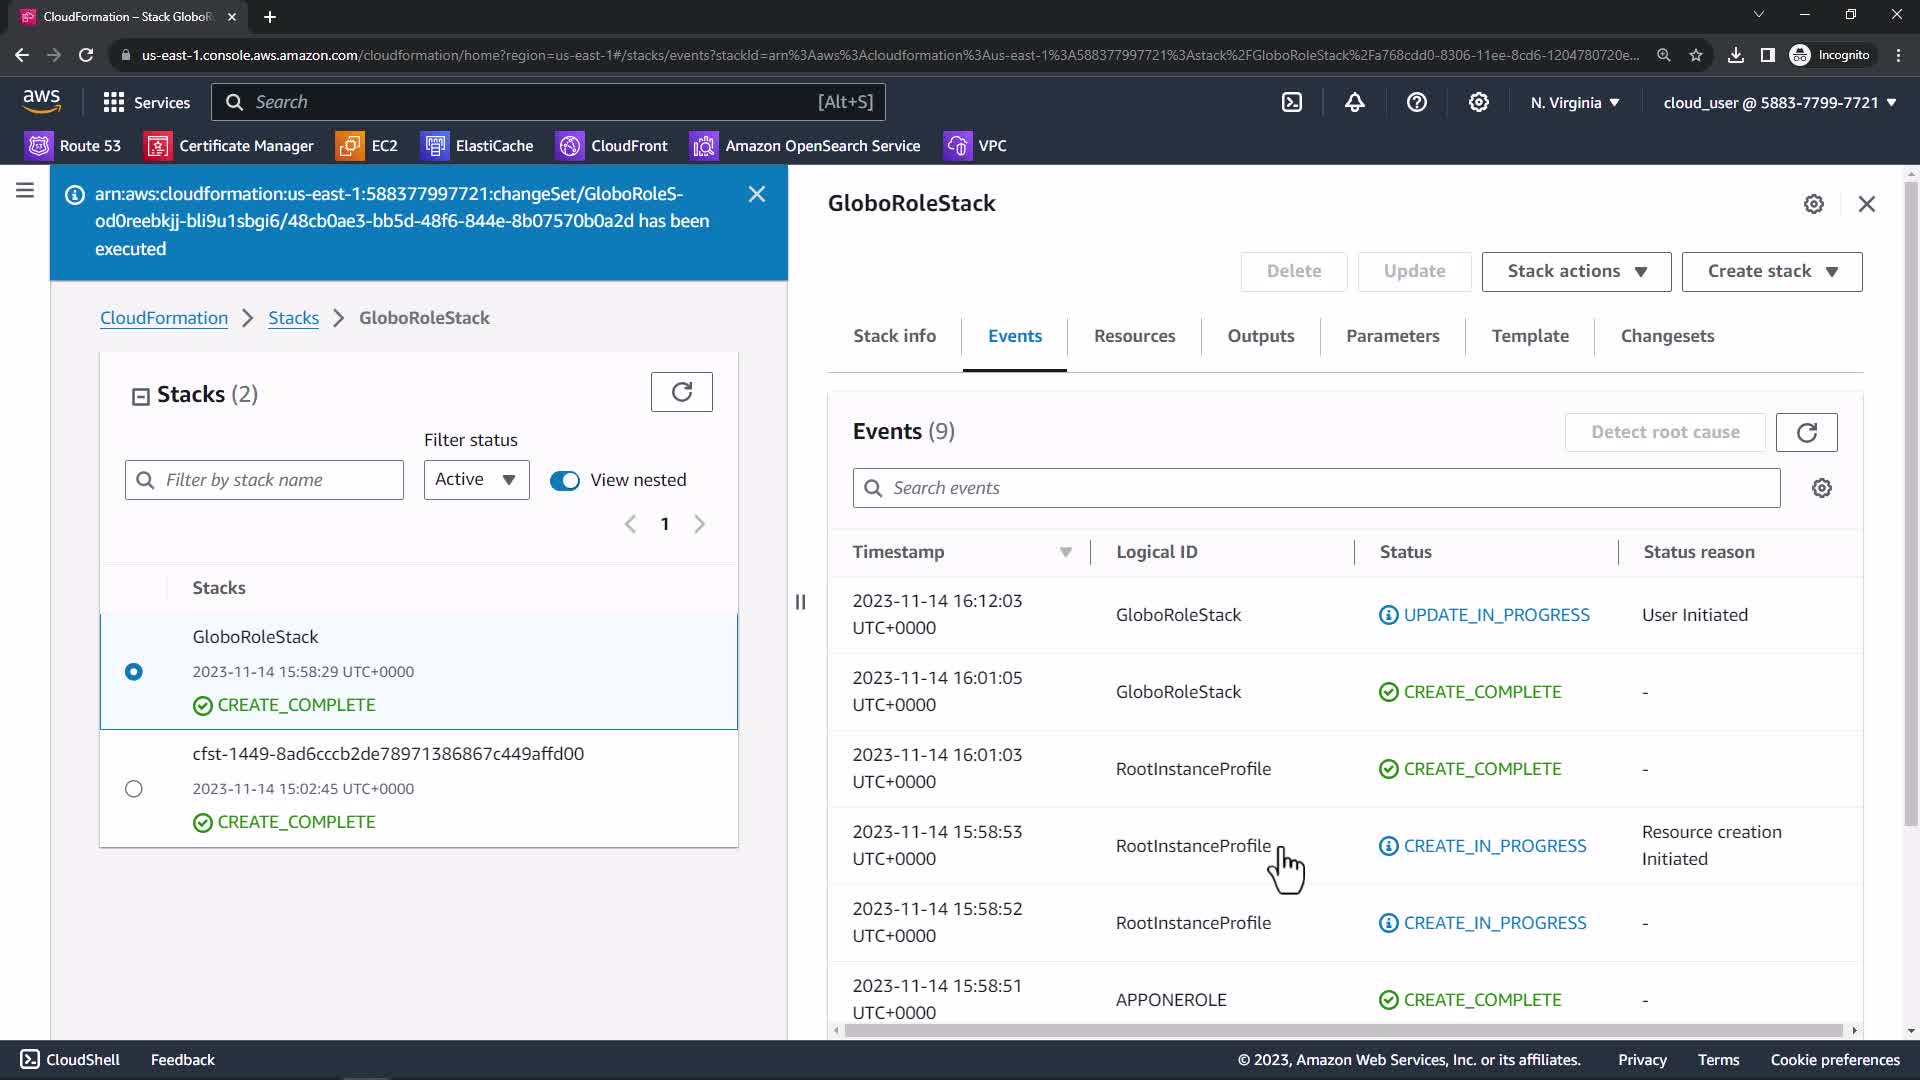 CloudFormation – Stack GloboR
us-east-1.console.aws.amazon.com/cloudformation/home?region=us-east-1#/stacks/events?stackId=arn%3Aaws%3Acloudformation%3Aus-east-1%3A588377997721%3Astack%2FGloboRoleStack%2Fa768cdd0-8306-11ee-8cd6-1204780720e...
Incognito
aws
Services
Search
[Alt+S]
N. Virginia
cloud_user @ 5883-7799-7721
Route 53
Certificate Manager
EC2
ElastiCache
CloudFront
Amazon OpenSearch Service
VPC
arn:aws:cloudformation:us-east-1:588377997721:changeSet/GloboRoleS-
od0reebkjj-bli9u1sbgi6/48cb0ae3-bb5d-48f6-844e-8b07570b0a2d has been
executed
CloudFormation
Stacks
GloboRoleStack
Stacks (2)
Filter status
Filter by stack name
Active
View nested
1
Stacks
GloboRoleStack
2023-11-14 15:58:29 UTC+0000
CREATE_COMPLETE
cfst-1449-8ad6cccb2de78971386867c449affd00
2023-11-14 15:02:45 UTC+0000
CREATE_COMPLETE
GloboRoleStack
Delete
Update
Stack actions
Create stack
Stack info
Events
Resources
Outputs
Parameters
Template
Changesets
Events (9)
Detect root cause
Search events
Timestamp
Logical ID
Status
Status reason
2023-11-14 16:12:03
UTC+0000
GloboRoleStack
UPDATE_IN_PROGRESS
User Initiated
2023-11-14 16:01:05
UTC+0000
GloboRoleStack
CREATE_COMPLETE
-
2023-11-14 16:01:03
UTC+0000
RootInstanceProfile
CREATE_COMPLETE
-
2023-11-14 15:58:53
UTC+0000
RootInstanceProfile
CREATE_IN_PROGRESS
Resource creation
Initiated
2023-11-14 15:58:52
UTC+0000
RootInstanceProfile
CREATE_IN_PROGRESS
-
2023-11-14 15:58:51
UTC+0000
APPONEROLE
CREATE_COMPLETE
-
CloudShell
Feedback
© 2023, Amazon Web Services, Inc. or its affiliates.
Privacy
Terms
Cookie preferences